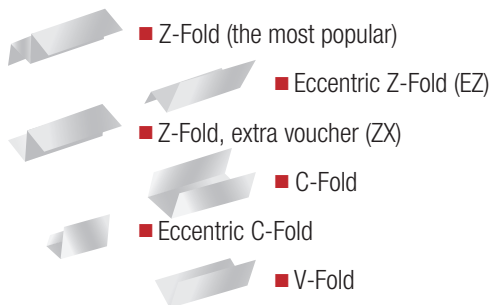 Z-Fold (the most popular)
Eccentric Z-Fold (EZ)
Z-Fold, extra voucher (ZX)
C-Fold
Eccentric C-Fold
V-Fold